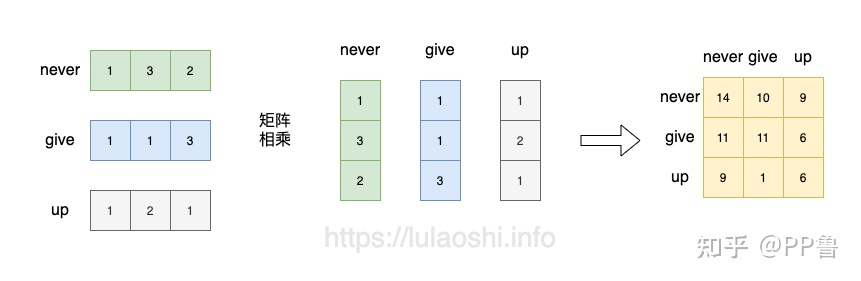 never give up
never give up
never 1 3 2
never 14 10 9
1 1 1
矩阵
相乘
give 1 1 3
3 1 2
give 11 11 6
2 3 1
up 9 1 6
up 1 2 1
https://lulaoshi.info
知乎 @PP鲁